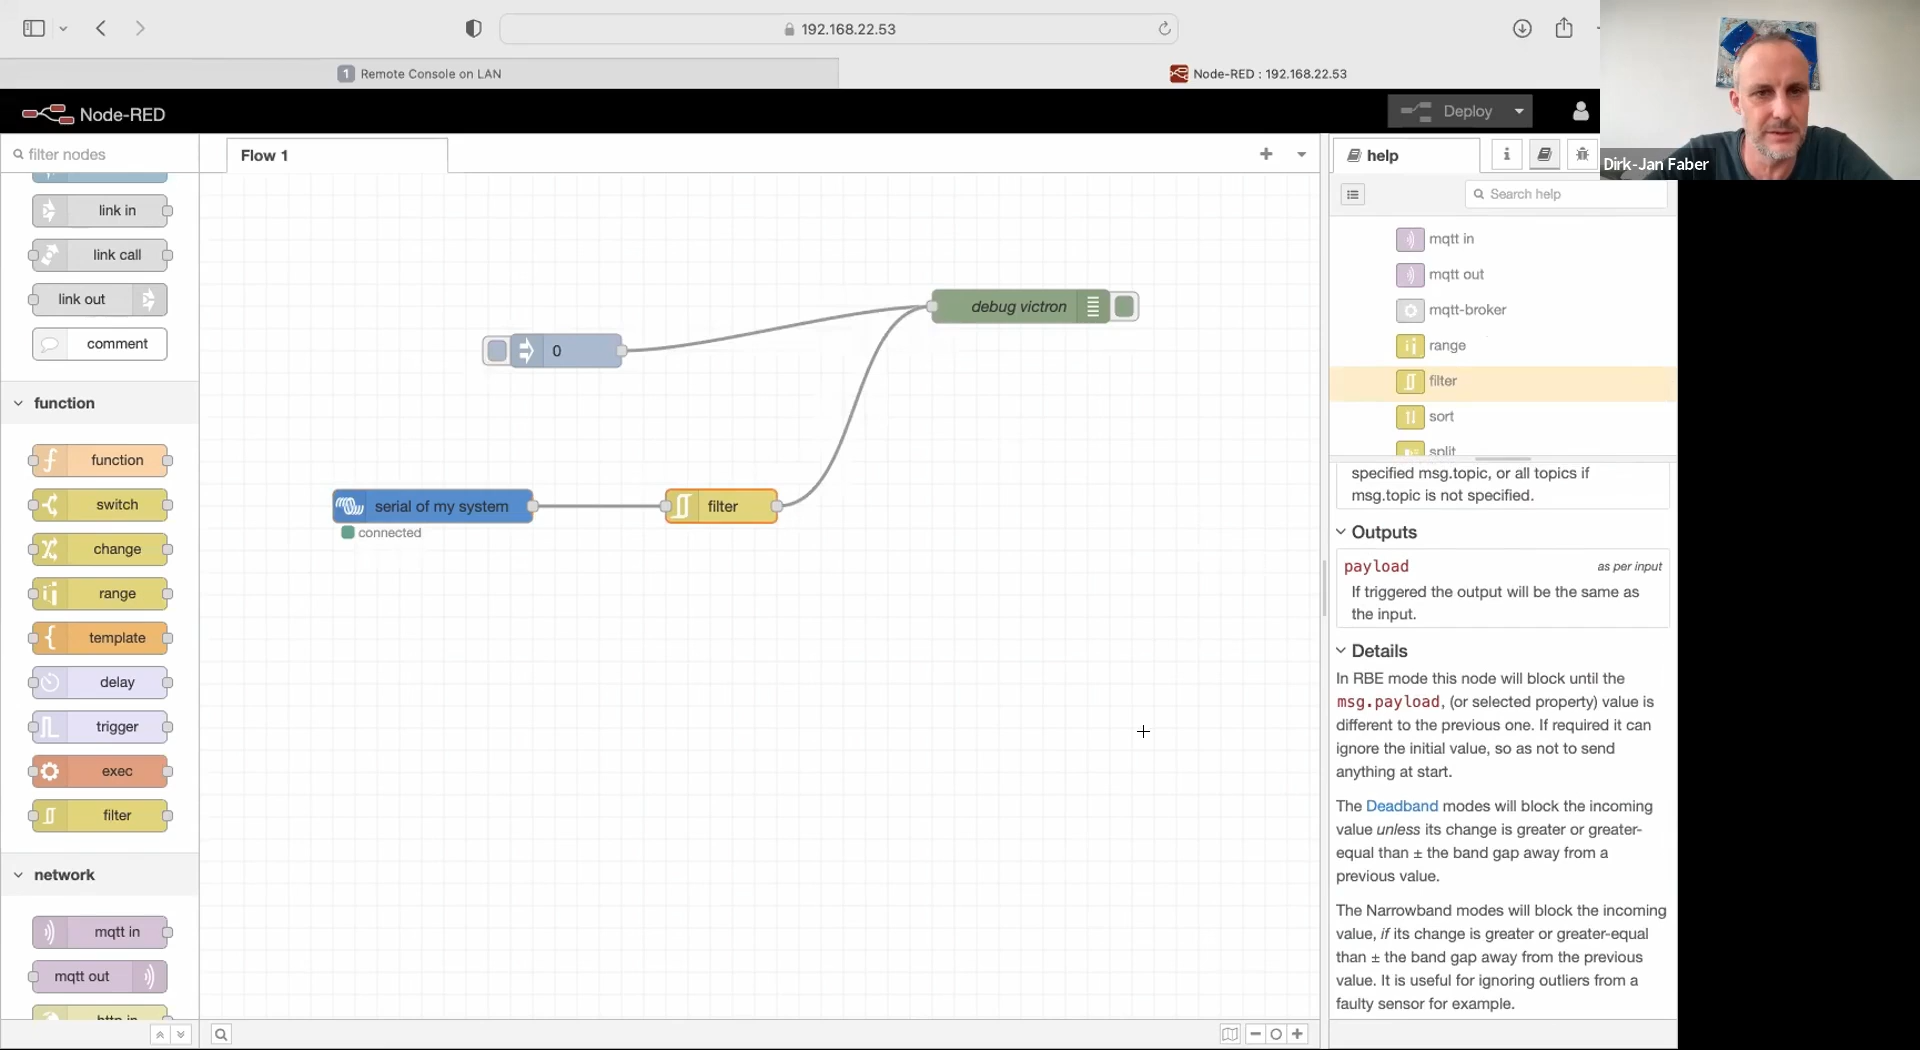 192.168.22.53
1 Remote Console on LAN
Node-RED : 192.168.22.53
Node-RED
Deploy
Dirk-Jan Faber
filter nodes
Flow 1
help
i
Search help
link in
link call
link out
comment
function
function
switch
change
range
template
delay
trigger
exec
filter
network
mqtt in
mqtt out
http in
0
debug victron
serial of my system
connected
filter
mqtt in
mqtt out
mqtt-broker
range
filter
sort
split
specified msg.topic, or all topics if
msg.topic is not specified.
Outputs
payload as per input
If triggered the output will be the same as
the input.
Details
In RBE mode this node will block until the
msg.payload, (or selected property) value is
different to the previous one. If required it can
ignore the initial value, so as not to send
anything at start.
The Deadband modes will block the incoming
value unless its change is greater or greater-
equal than ± the band gap away from a
previous value.
The Narrowband modes will block the incoming
value, if its change is greater or greater-equal
than ± the band gap away from the previous
value. It is useful for ignoring outliers from a
faulty sensor for example.